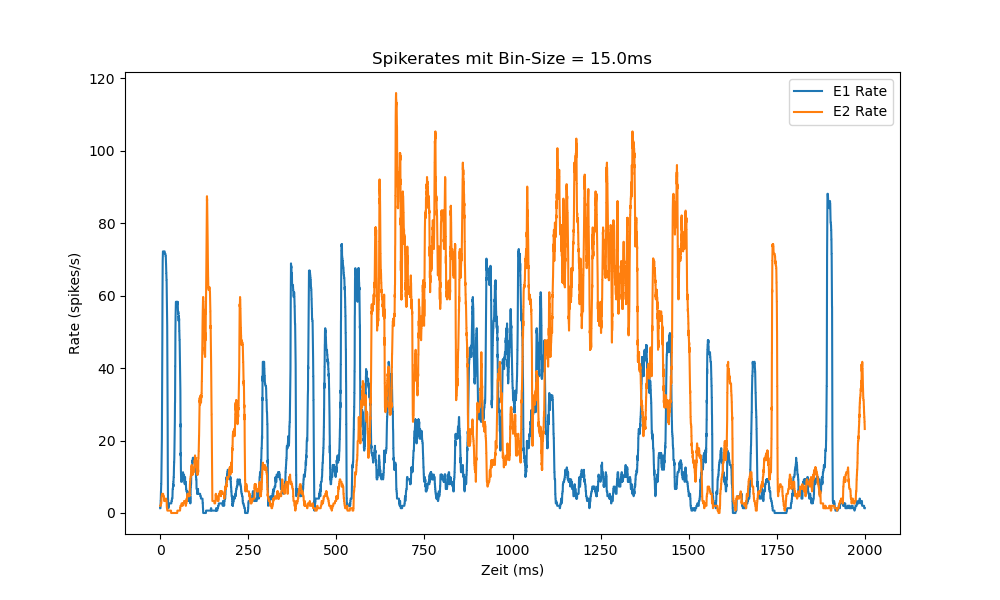 Spikerates mit Bin-Size = 15.0ms
E1 Rate
E2 Rate
120
100
80
60
40
20
0
Rate (spikes/s)
0 250 500 750 1000 1250 1500 1750 2000
Zeit (ms)